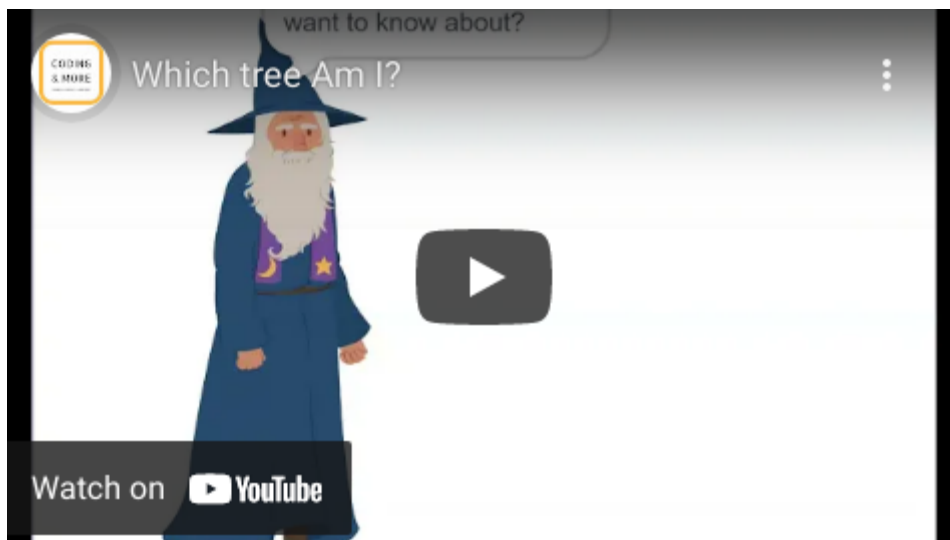 want to know about?
CODING
& MORE
Which tree Am I?
Watch on YouTube